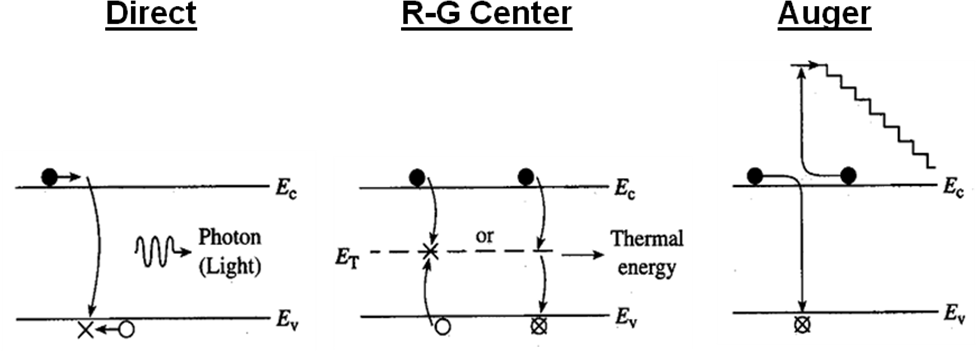 Direct
R-G Center
Auger
Ec
Photon
(Light)
Ev
Ec
or
ET
Thermal
energy
Ev
Ec
Ev